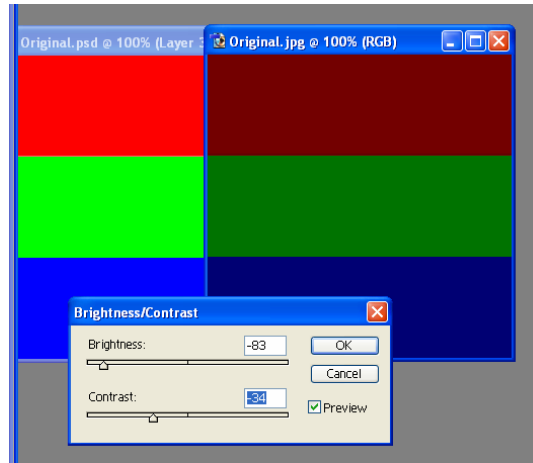 Original.psd @ 100% (Layer 3
Original.jpg @ 100% (RGB)
Brightness/Contrast
Brightness: -83
OK
Cancel
Contrast: -34
Preview